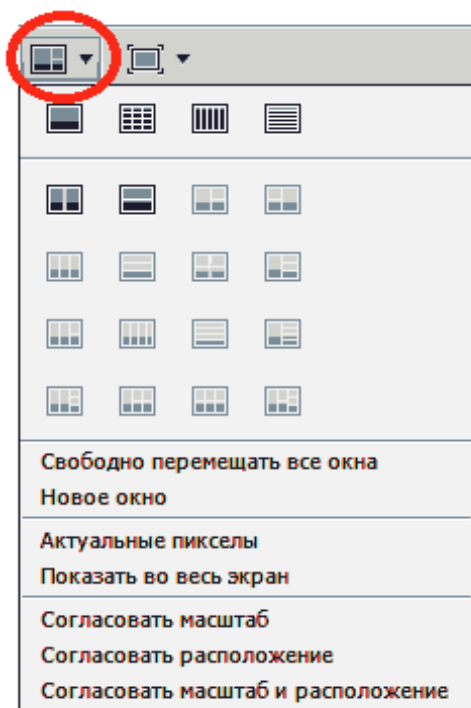 Свободно перемещать все окна
Новое окно
Актуальные пикселы
Показать во весь экран
Согласовать масштаб
Согласовать расположение
Согласовать масштаб и расположение